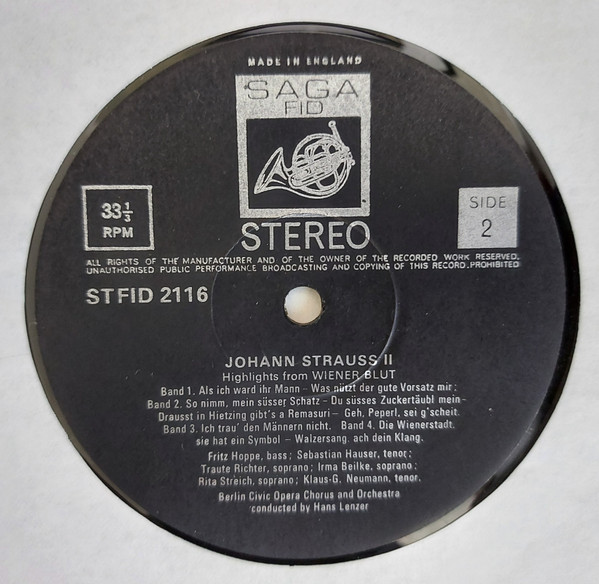 MADE IN ENGLAND
SAGA
FID
33⅓
RPM
SIDE
2
STEREO
ALL RIGHTS OF THE MANUFACTURER AND OF THE OWNER OF THE RECORDED WORK RESERVED.
UNAUTHORISED PUBLIC PERFORMANCE BROADCASTING AND COPYING OF THIS RECORD PROHIBITED
STFID 2116
JOHANN STRAUSS II
Highlights from WIENER BLUT
Band 1. Als ich ward ihr Mann – Was nützt der gute Vorsatz mir:
Band 2. So nimm, mein süsser Schatz – Du süsses Zuckertäubl mein –
Drausst in Hietzing gibt's a Remasuri – Geh, Peperl, sei g'scheit.
Band 3. Ich trau' den Männern nicht. Band 4. Die Wienerstadt,
sie hat ein Symbol – Walzersang. ach dein Klang.
Fritz Hoppe, bass; Sebastian Hauser, tenor;
Traute Richter, soprano; Irma Beilke, soprano;
Rita Streich, soprano; Klaus-G. Neumann, tenor.
Berlin Civic Opera Chorus and Orchestra
conducted by Hans Lenzer